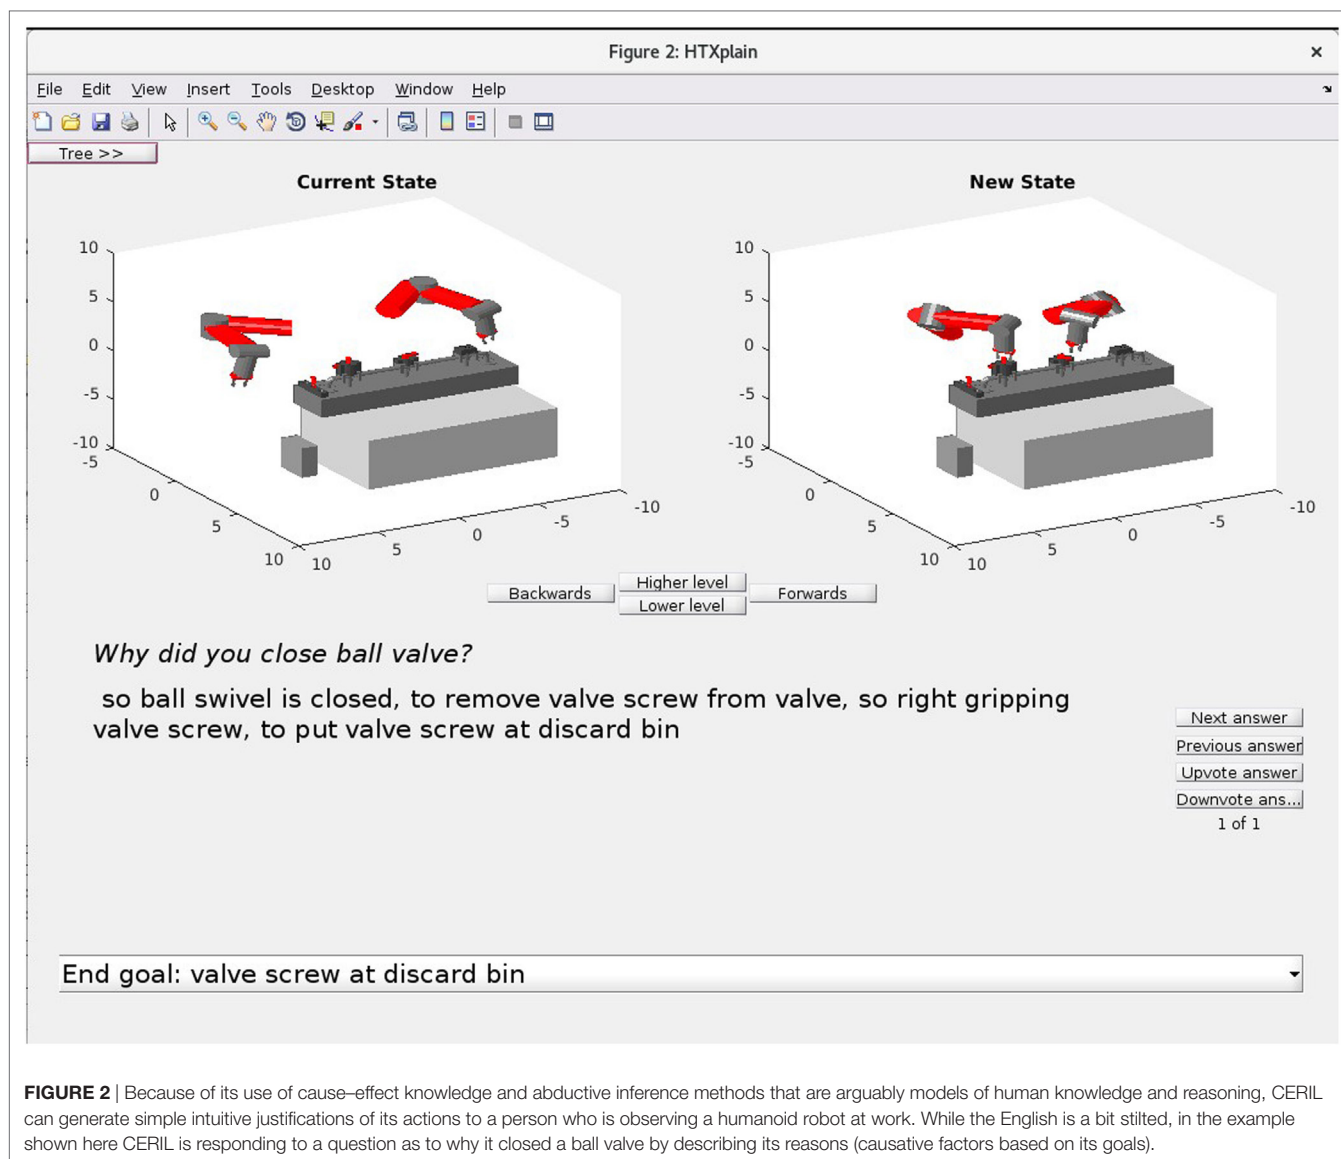 Figure 2: HTXplain
File Edit View Insert Tools Desktop Window Help
Tree >>
Current State
New State
10
5
0
-5
-10
-5
0
5
10
10
5
0
-5
-10
10
5
0
-5
-10
-5
0
5
10
10
5
0
-5
-10
Backwards
Higher level
Lower level
Forwards
Why did you close ball valve?
so ball swivel is closed, to remove valve screw from valve, so right gripping
valve screw, to put valve screw at discard bin
Next answer
Previous answer
Upvote answer
Downvote ans...
1 of 1
End goal: valve screw at discard bin
FIGURE 2 | Because of its use of cause–effect knowledge and abductive inference methods that are arguably models of human knowledge and reasoning, CERIL
can generate simple intuitive justifications of its actions to a person who is observing a humanoid robot at work. While the English is a bit stilted, in the example
shown here CERIL is responding to a question as to why it closed a ball valve by describing its reasons (causative factors based on its goals).